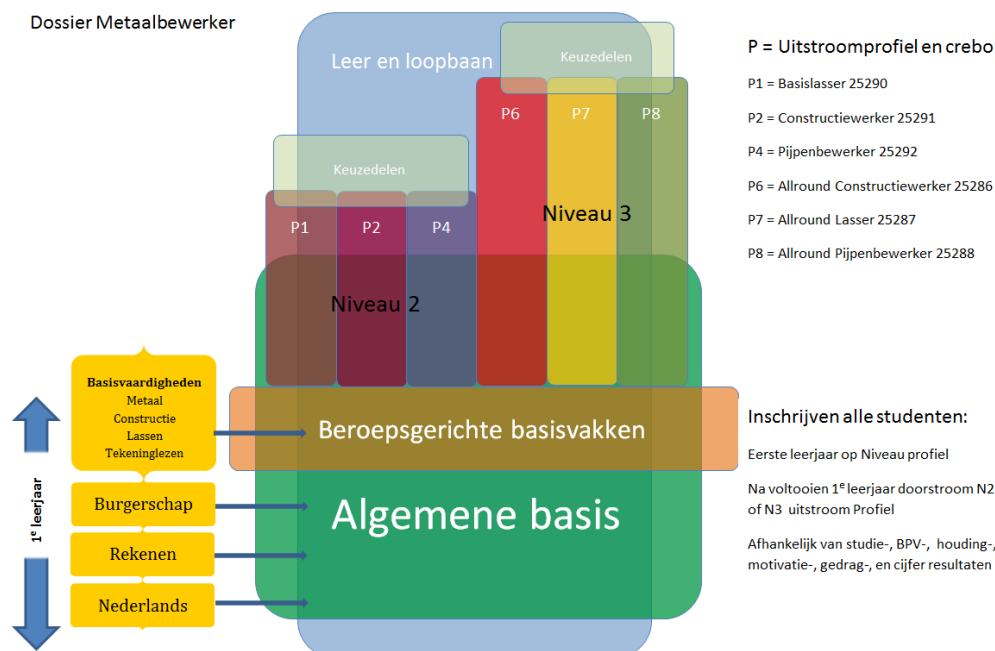 Dossier Metaalbewerker
Leer en loopbaan
Keuzedelen
P6
P7
P8
Keuzedelen
P1
P2
P4
Niveau 3
Niveau 2
Basisvaardigheden
Metaal
Constructie
Lassen
Tekeninglezen
Beroepsgerichte basisvakken
Burgerschap
Rekenen
Nederlands
Algemene basis
1e leerjaar
P = Uitstroomprofiel en crebo
P1 = Basislasser 25290
P2 = Constructiewerker 25291
P4 = Pijpenbewerker 25292
P6 = Allround Constructiewerker 25286
P7 = Allround Lasser 25287
P8 = Allround Pijpenbewerker 25288
Inschrijven alle studenten:
Eerste leerjaar op Niveau profiel
Na voltooien 1e leerjaar doorstroom N2
of N3 uitstroom Profiel
Afhankelijk van studie-, BPV-, houding-,
motivatie-, gedrag-, en cijfer resultaten